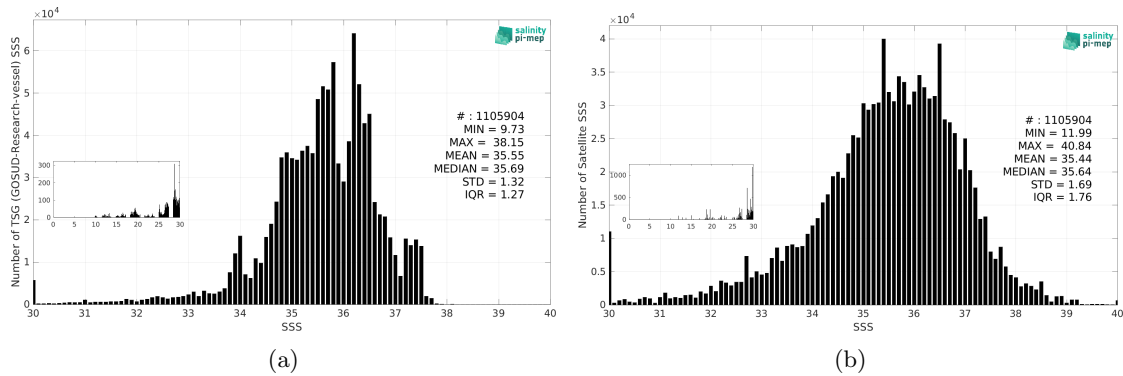 ×10⁴
salinity
pi-mep
Number of TSG (GOSUD-Research-vessel) SSS
# : 1105904
MIN = 9.73
MAX = 38.15
MEAN = 35.55
MEDIAN = 35.69
STD = 1.32
IQR = 1.27
6
5
4
3
2
1
0
300
200
100
0
0 5 10 15 20 25 30
30 31 32 33 34 35 36 37 38 39 40
SSS
(a)
×10⁴
salinity
pi-mep
Number of Satellite SSS
# : 1105904
MIN = 11.99
MAX = 40.84
MEAN = 35.44
MEDIAN = 35.64
STD = 1.69
IQR = 1.76
4
3.5
3
2.5
2
1.5
1
0.5
0
1000
500
0
0 5 10 15 20 25 30
30 31 32 33 34 35 36 37 38 39 40
SSS
(b)